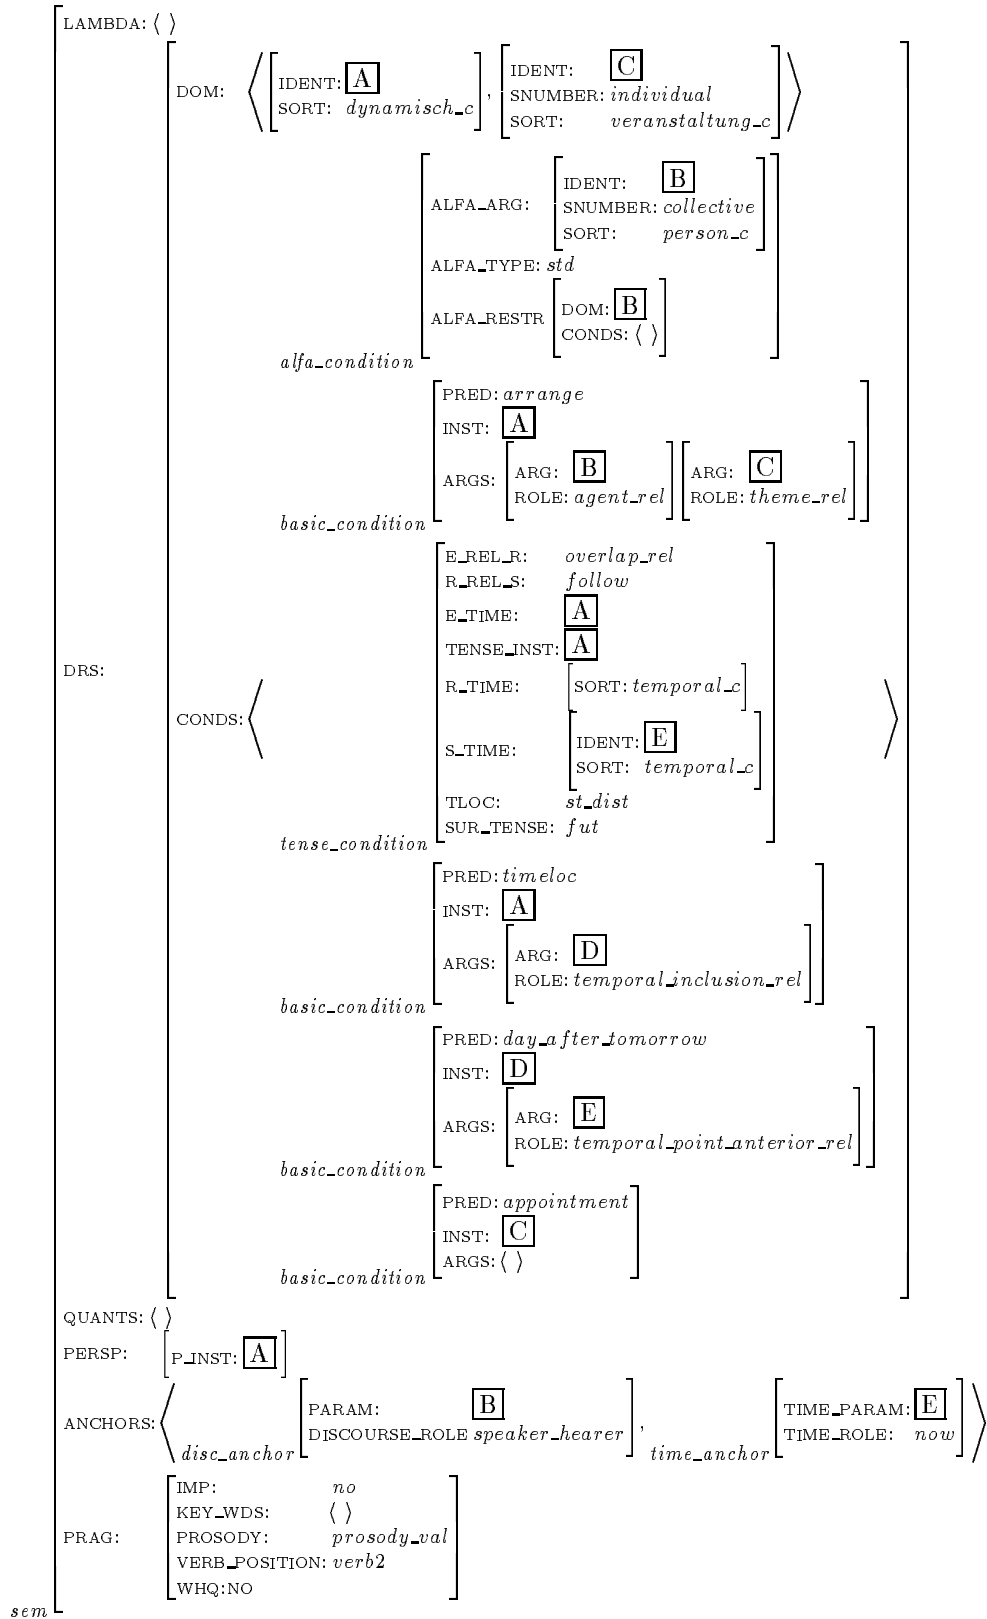 LAMBDA: ⟨ ⟩
DOM: ⟨ [ IDENT: A
SORT: dynamisch_c ] , [ IDENT: C
SNUMBER: individual
SORT: veranstaltung_c ] ⟩
ALFA_ARG: [ IDENT: B
SNUMBER: collective
SORT: person_c ]
ALFA_TYPE: std
ALFA_RESTR [ DOM: B
CONDS: ⟨ ⟩ ]
alfa_condition
PRED: arrange
INST: A
ARGS: [ ARG: B
ROLE: agent_rel ] [ ARG: C
ROLE: theme_rel ]
basic_condition
E_REL_R: overlap_rel
R_REL_S: follow
E_TIME: A
TENSE_INST: A
DRS:
R_TIME: [ SORT: temporal_c ]
CONDS: ⟨ ⟩
S_TIME: [ IDENT: E
SORT: temporal_c ]
TLOC: st_dist
SUR_TENSE: fut
tense_condition
PRED: timeloc
INST: A
ARGS: [ ARG: D
ROLE: temporal_inclusion_rel ]
basic_condition
PRED: day_after_tomorrow
INST: D
ARGS: [ ARG: E
ROLE: temporal_point_anterior_rel ]
basic_condition
PRED: appointment
INST: C
ARGS: ⟨ ⟩
basic_condition
QUANTS: ⟨ ⟩
PERSP: [ P_INST: A ]
ANCHORS: ⟨ disc_anchor [ PARAM: B
DISCOURSE_ROLE speaker_hearer ] , time_anchor [ TIME_PARAM: E
TIME_ROLE: now ] ⟩
PRAG: [ IMP: no
KEY_WDS: ⟨ ⟩
PROSODY: prosody_val
VERB_POSITION: verb2
WHQ:NO ]
sem